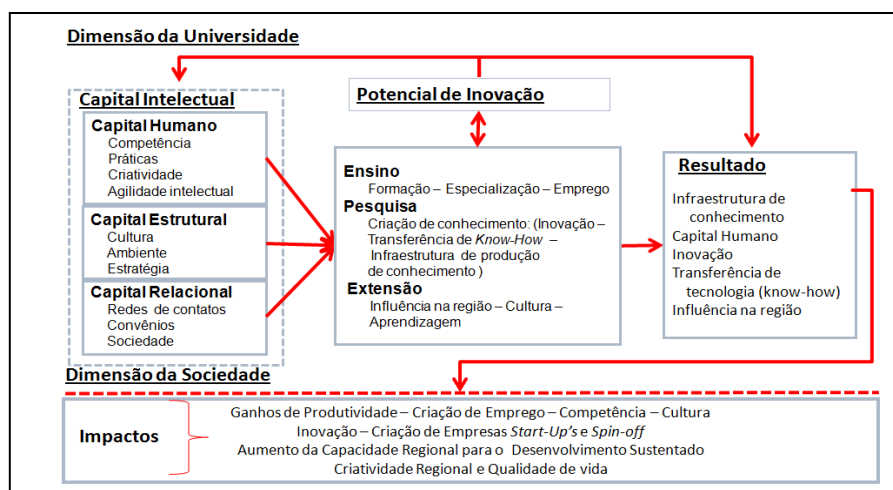 Dimensão da Universidade
Capital Intelectual
Capital Humano
Competência
Práticas
Criatividade
Agilidade intelectual
Capital Estrutural
Cultura
Ambiente
Estratégia
Capital Relacional
Redes de contatos
Convênios
Sociedade
Potencial de Inovação
Ensino
Formação – Especialização – Emprego
Pesquisa
Criação de conhecimento: (Inovação –
Transferência de Know-How –
Infraestrutura de produção
de conhecimento )
Extensão
Influência na região – Cultura –
Aprendizagem
Resultado
Infraestrutura de
conhecimento
Capital Humano
Inovação
Transferência de
tecnologia (know-how)
Influência na região
Dimensão da Sociedade
Impactos
Ganhos de Produtividade – Criação de Emprego – Competência – Cultura
Inovação – Criação de Empresas Start-Up's e Spin-off
Aumento da Capacidade Regional para o Desenvolvimento Sustentado
Criatividade Regional e Qualidade de vida